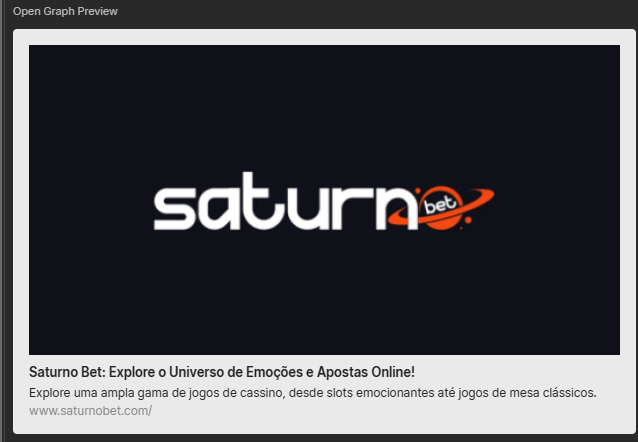 Open Graph Preview
saturno bet
Saturno Bet: Explore o Universo de Emoções e Apostas Online!
Explore uma ampla gama de jogos de cassino, desde slots emocionantes até jogos de mesa clássicos.
www.saturnobet.com/